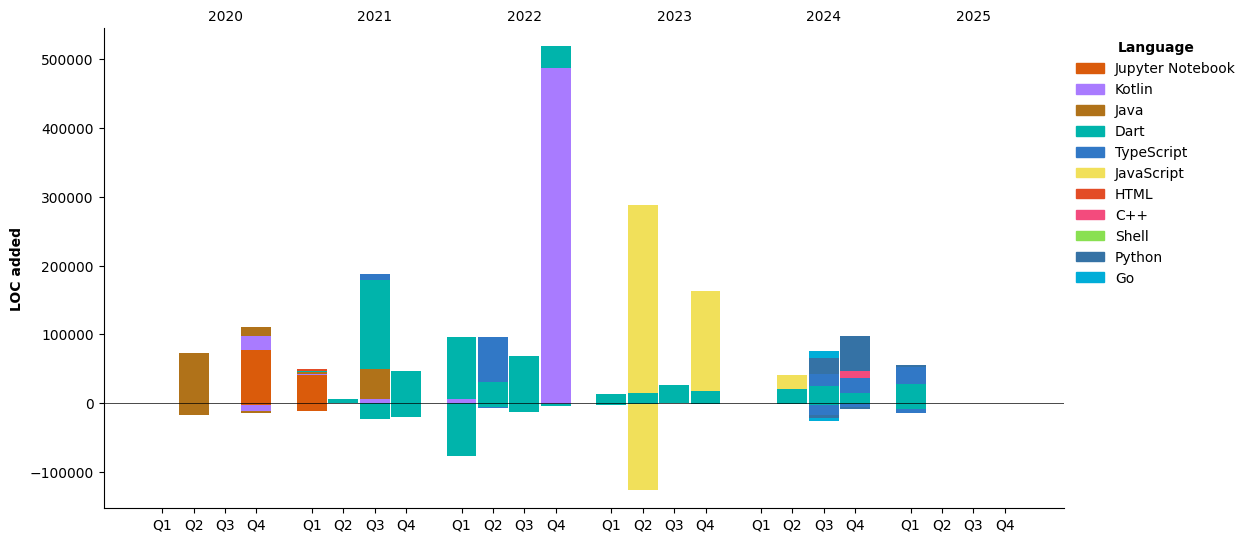 2020 2021 2022 2023 2024 2025
Language
Jupyter Notebook
Kotlin
Java
Dart
TypeScript
JavaScript
HTML
C++
Shell
Python
Go
LOC added
500000
400000
300000
200000
100000
0
−100000
Q1 Q2 Q3 Q4 Q1 Q2 Q3 Q4 Q1 Q2 Q3 Q4 Q1 Q2 Q3 Q4 Q1 Q2 Q3 Q4 Q1 Q2 Q3 Q4